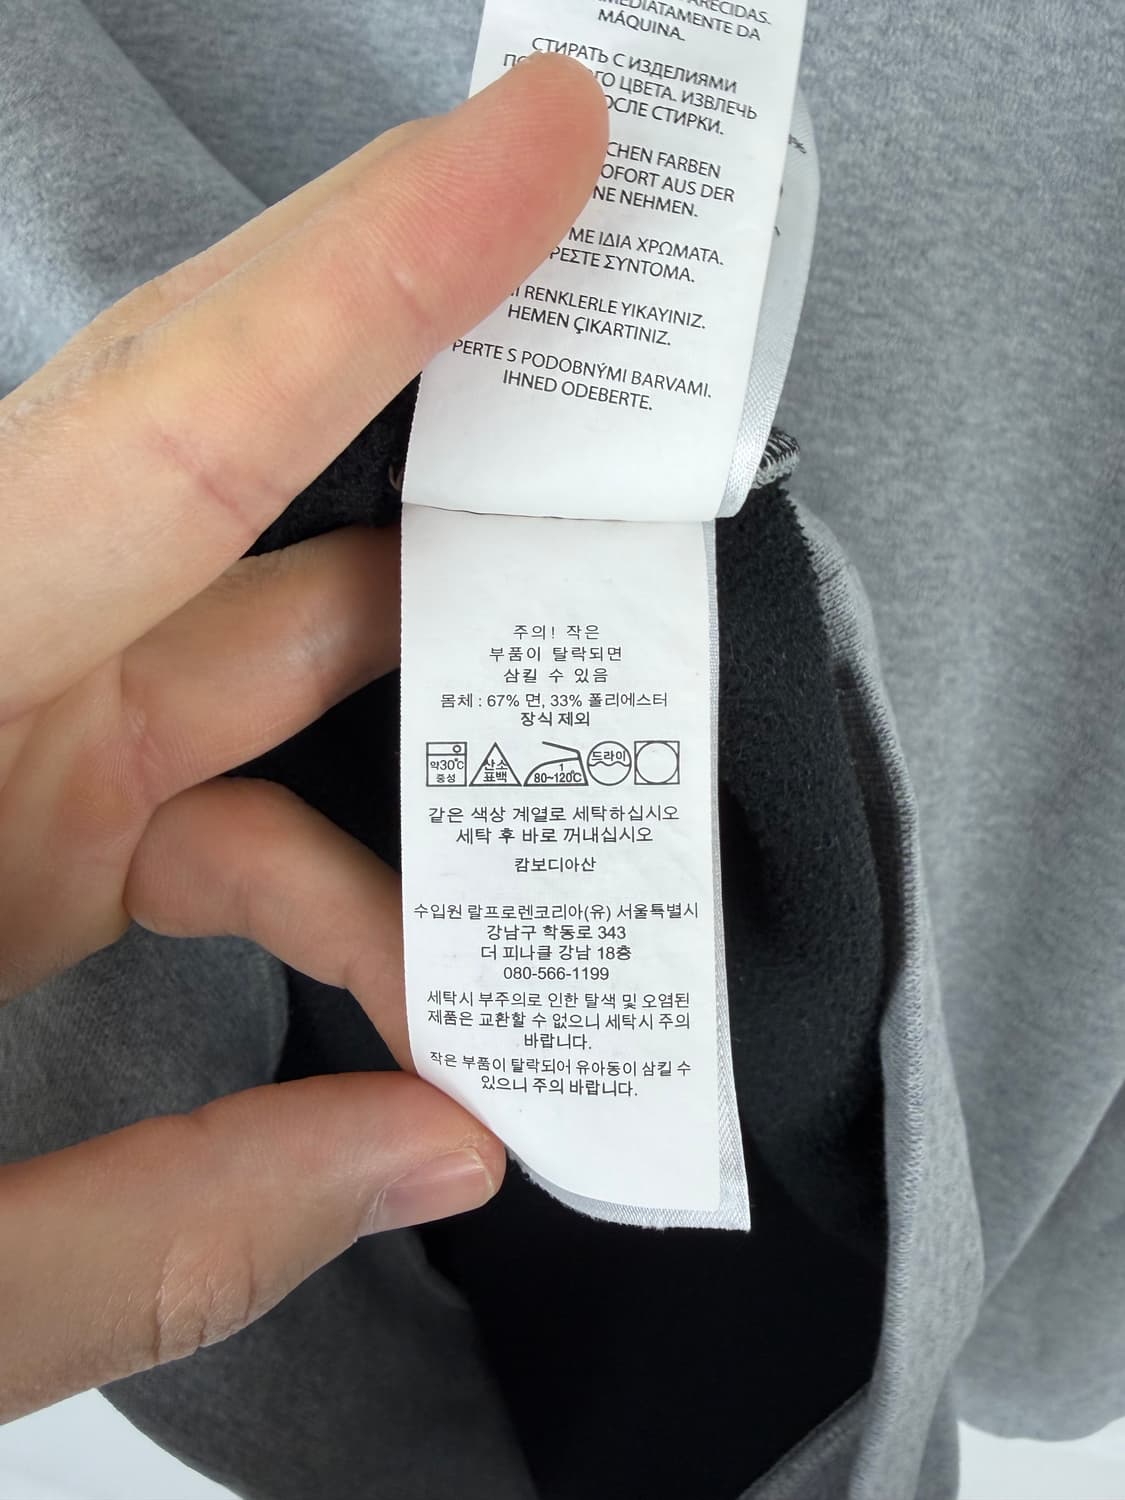 ARECIDAS.
MEDIATAMENTE DA
MÁQUINA.
СТИРАТЬ С ИЗДЕЛИЯМИ
ПО ОГО ЦВЕТА. ИЗВЛЕЧЬ
ОСЛЕ СТИРКИ.
CHEN FARBEN
OFORT AUS DER
NE NEHMEN.
ΜΕ ΙΔΙΑ ΧΡΩΜΑΤΑ.
ΡΕΣΤΕ ΣΥΝΤΟΜΑ.
RENKLERLE YIKAYINIZ.
HEMEN ÇIKARTINIZ.
PERTE S PODOBNÝMI BARVAMI.
IHNED ODEBERTE.
주의! 작은
부품이 탈락되면
삼킬 수 있음
몸체 : 67% 면, 33% 폴리에스터
장식 제외
약30℃ 중성 산소 표백 1 80~120℃ 드라이
같은 색상 계열로 세탁하십시오
세탁 후 바로 꺼내십시오
캄보디아산
수입원 랄프로렌코리아(유) 서울특별시
강남구 학동로 343
더 피나클 강남 18층
080-566-1199
세탁시 부주의로 인한 탈색 및 오염된
제품은 교환할 수 없으니 세탁시 주의
바랍니다.
작은 부품이 탈락되어 유아동이 삼킬 수
있으니 주의 바랍니다.